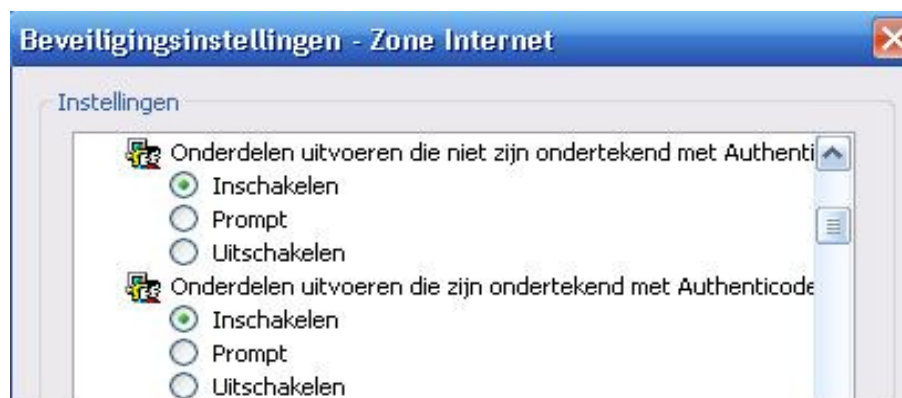 Beveiligingsinstellingen - Zone Internet
Instellingen
Onderdelen uitvoeren die niet zijn ondertekend met Authenti
Inschakelen
Prompt
Uitschakelen
Onderdelen uitvoeren die zijn ondertekend met Authenticode
Inschakelen
Prompt
Uitschakelen